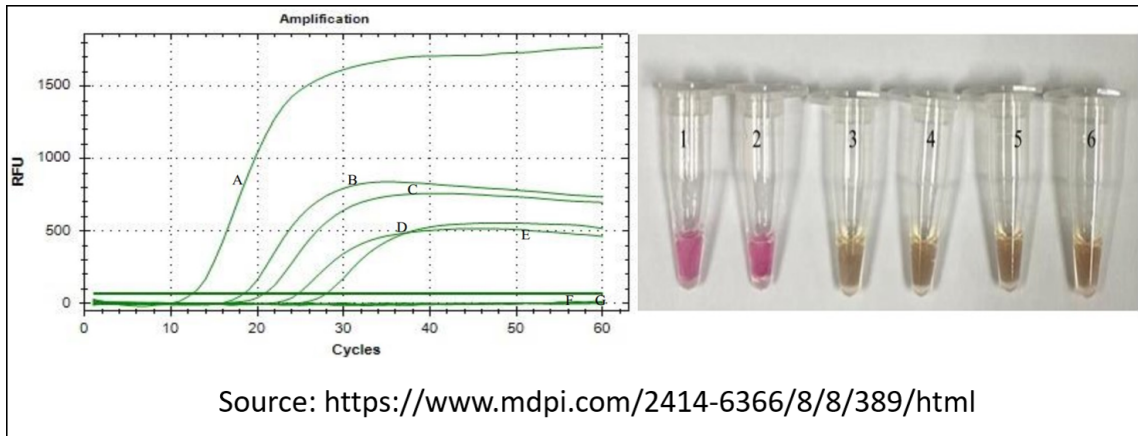 Amplification
RFU
1500
1000
500
0
A
B
C
D
E
F
G
0
10
20
30
40
50
60
Cycles
1
2
3
4
5
6
Source: https://www.mdpi.com/2414-6366/8/8/389/html